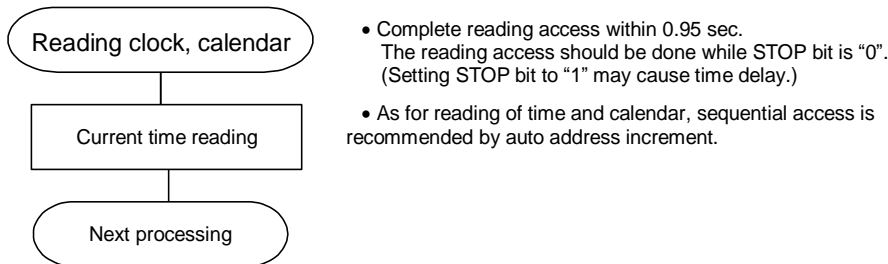 Reading clock, calendar
Current time reading
Next processing
• Complete reading access within 0.95 sec.
The reading access should be done while STOP bit is “0”.
(Setting STOP bit to “1” may cause time delay.)
• As for reading of time and calendar, sequential access is
recommended by auto address increment.